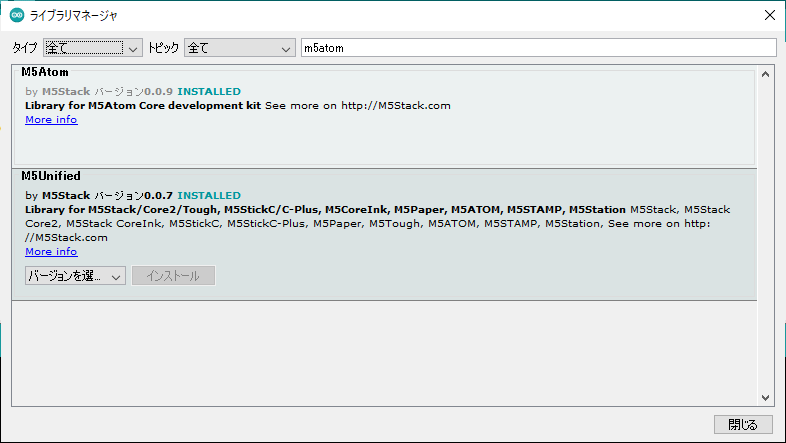 ライブラリマネージャ
タイプ 全て トピック 全て m5atom
M5Atom
by M5Stack バージョン0.0.9 INSTALLED
Library for M5Atom Core development kit See more on http://M5Stack.com
More info
M5Unified
by M5Stack バージョン0.0.7 INSTALLED
Library for M5Stack/Core2/Tough, M5StickC/C-Plus, M5CoreInk, M5Paper, M5ATOM, M5STAMP, M5Station M5Stack, M5Stack
Core2, M5Stack CoreInk, M5StickC, M5StickC-Plus, M5Paper, M5Tough, M5ATOM, M5STAMP, M5Station, See more on http:
//M5Stack.com
More info
バージョンを選... インストール
閉じる